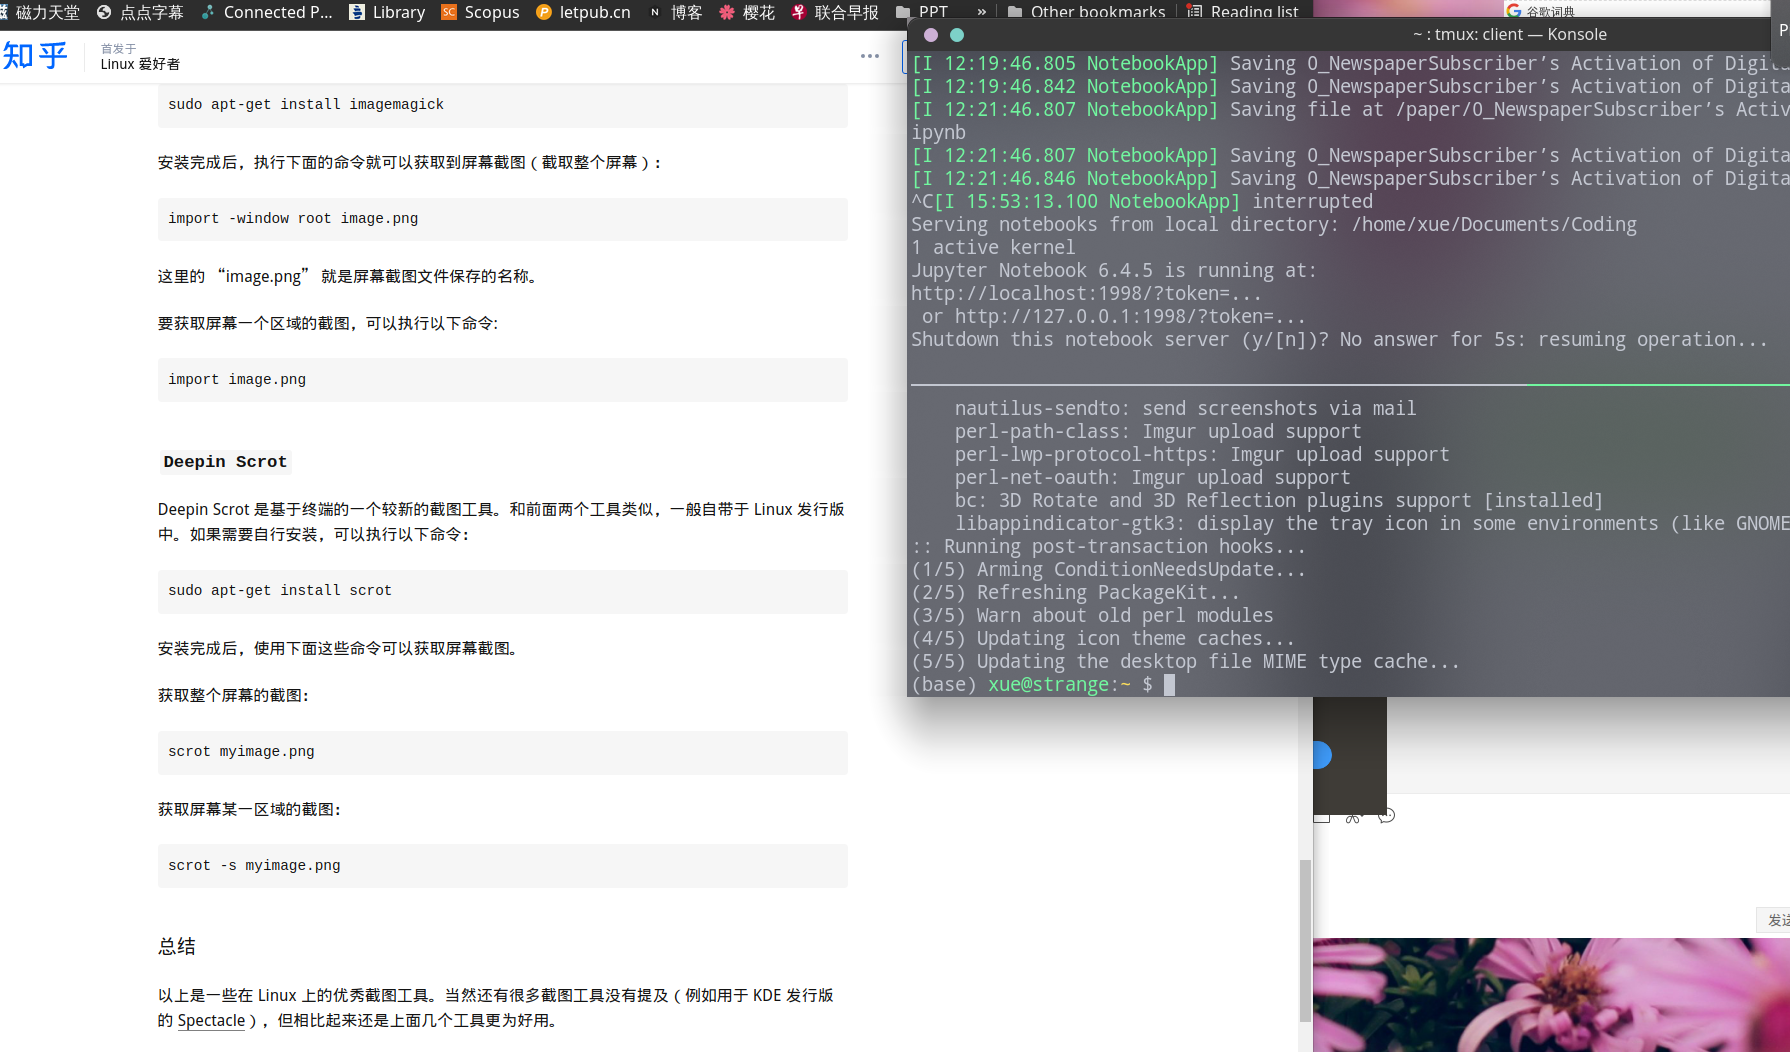 磁力天堂 点点字幕 Connected P... Library Scopus letpub.cn 博客 樱花 联合早报 PPT » Other bookmarks Reading list
谷歌词典
知乎
首发于
Linux 爱好者
sudo apt-get install imagemagick
安装完成后，执行下面的命令就可以获取到屏幕截图（截取整个屏幕）：
import -window root image.png
这里的 “image.png” 就是屏幕截图文件保存的名称。
要获取屏幕一个区域的截图，可以执行以下命令:
import image.png
Deepin Scrot
Deepin Scrot 是基于终端的一个较新的截图工具。和前面两个工具类似，一般自带于 Linux 发行版
中。如果需要自行安装，可以执行以下命令：
sudo apt-get install scrot
安装完成后，使用下面这些命令可以获取屏幕截图。
获取整个屏幕的截图：
scrot myimage.png
获取屏幕某一区域的截图：
scrot -s myimage.png
总结
以上是一些在 Linux 上的优秀截图工具。当然还有很多截图工具没有提及（例如用于 KDE 发行版
的 Spectacle），但相比起来还是上面几个工具更为好用。
~ : tmux: client — Konsole
[I 12:19:46.805 NotebookApp] Saving 0_NewspaperSubscriber’s Activation of Digita
[I 12:19:46.842 NotebookApp] Saving 0_NewspaperSubscriber’s Activation of Digita
[I 12:21:46.807 NotebookApp] Saving file at /paper/0_NewspaperSubscriber’s Activ
ipynb
[I 12:21:46.807 NotebookApp] Saving 0_NewspaperSubscriber’s Activation of Digita
[I 12:21:46.846 NotebookApp] Saving 0_NewspaperSubscriber’s Activation of Digita
^C[I 15:53:13.100 NotebookApp] interrupted
Serving notebooks from local directory: /home/xue/Documents/Coding
1 active kernel
Jupyter Notebook 6.4.5 is running at:
http://localhost:1998/?token=...
or http://127.0.0.1:1998/?token=...
Shutdown this notebook server (y/[n])? No answer for 5s: resuming operation...
nautilus-sendto: send screenshots via mail
perl-path-class: Imgur upload support
perl-lwp-protocol-https: Imgur upload support
perl-net-oauth: Imgur upload support
bc: 3D Rotate and 3D Reflection plugins support [installed]
libappindicator-gtk3: display the tray icon in some environments (like GNOME
:: Running post-transaction hooks...
(1/5) Arming ConditionNeedsUpdate...
(2/5) Refreshing PackageKit...
(3/5) Warn about old perl modules
(4/5) Updating icon theme caches...
(5/5) Updating the desktop file MIME type cache...
(base) xue@strange:~ $
发送